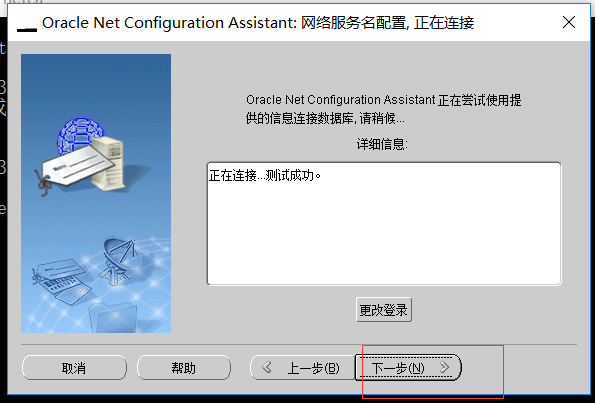 Oracle Net Configuration Assistant: 网络服务名配置, 正在连接
Oracle Net Configuration Assistant 正在尝试使用提
供的信息连接数据库, 请稍候...
详细信息:
正在连接...测试成功。
更改登录
取消
帮助
上一步(B)
下一步(N)